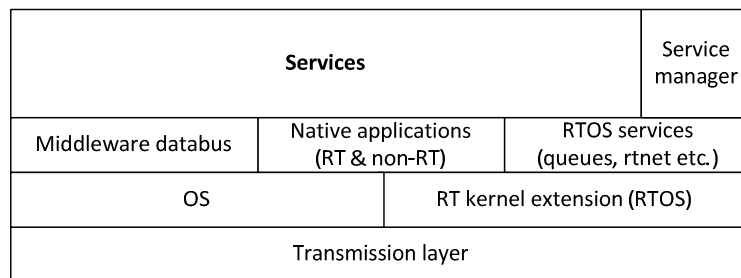 Services
Service
manager
Middleware databus
Native applications
(RT & non-RT)
RTOS services
(queues, rtnet etc.)
OS
RT kernel extension (RTOS)
Transmission layer